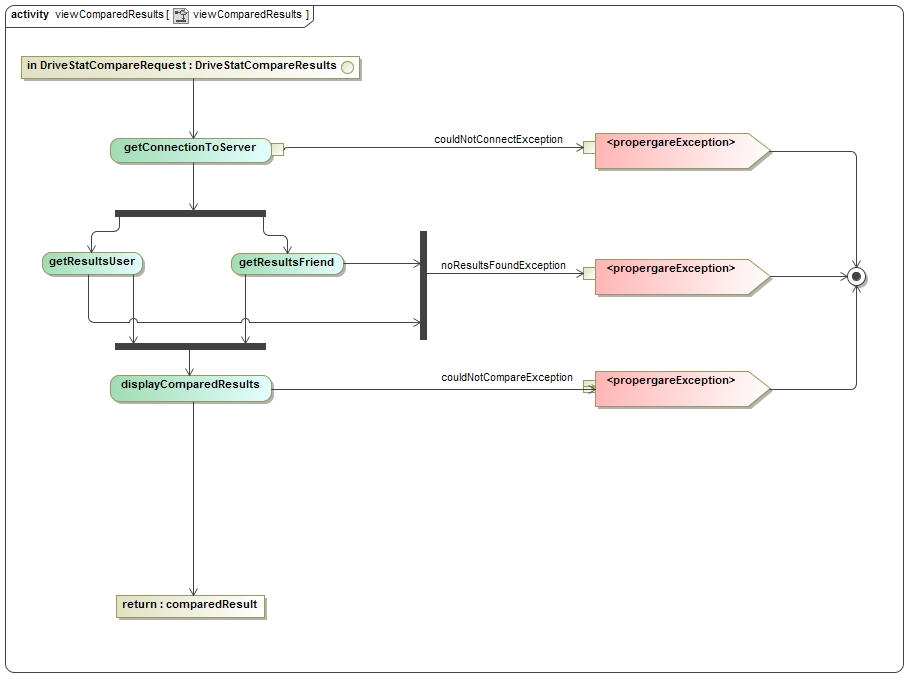 activity viewComparedResults [ viewComparedResults ]
in DriveStatCompareRequest : DriveStatCompareResults
couldNotConnectException
<propergareException>
getConnectionToServer
getResultsUser
getResultsFriend
noResultsFoundException
<propergareException>
displayComparedResults
couldNotCompareException
<propergareException>
return : comparedResult